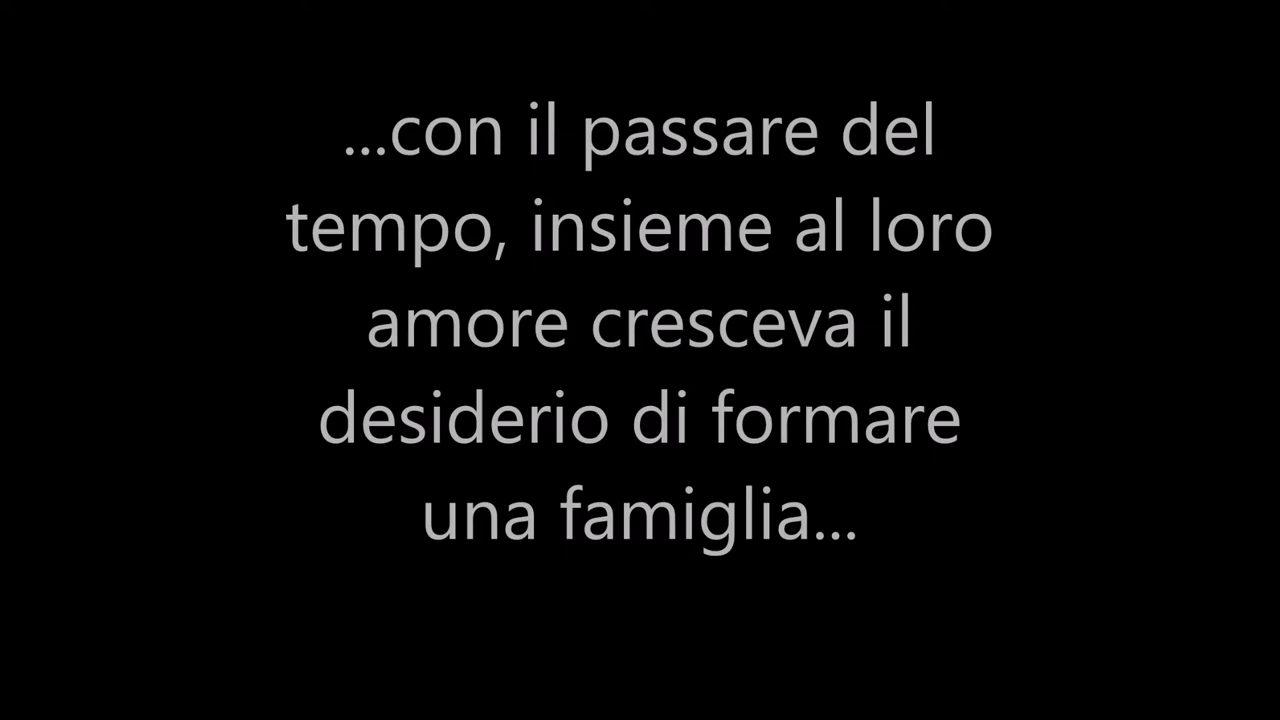 ...con il passare del
tempo, insieme al loro
amore cresceva il
desiderio di formare
una famiglia...